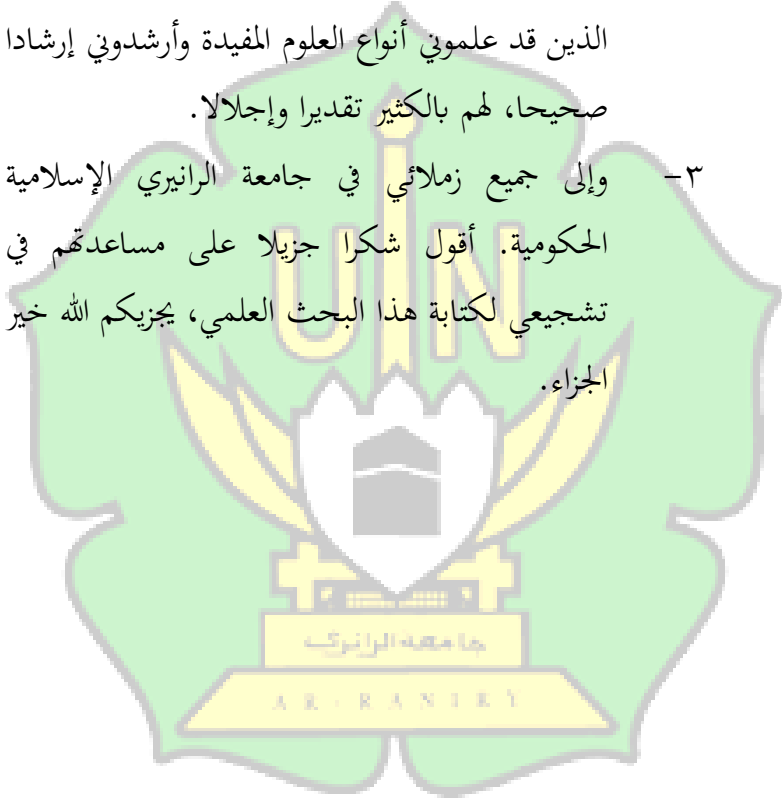 الذين قد علموني أنواع العلوم المفيدة وأرشدوني إرشادا
صحيحا، لهم بالكثير تقديرا وإجلالا.
٣- وإلى جميع زملائي في جامعة الرانيري الإسلامية
الحكومية. أقول شكرا جزيلا على مساعدتهم في
تشجيعي لكتابة هذا البحث العلمي، يجزيكم الله خير
الجزاء.
UIN
جامعة الرانيري
AR-RANIRY